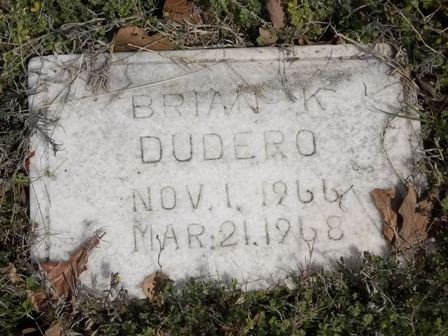 BRIAN K
DUDERO
NOV. 1, 1966
MAR. 21. 1968